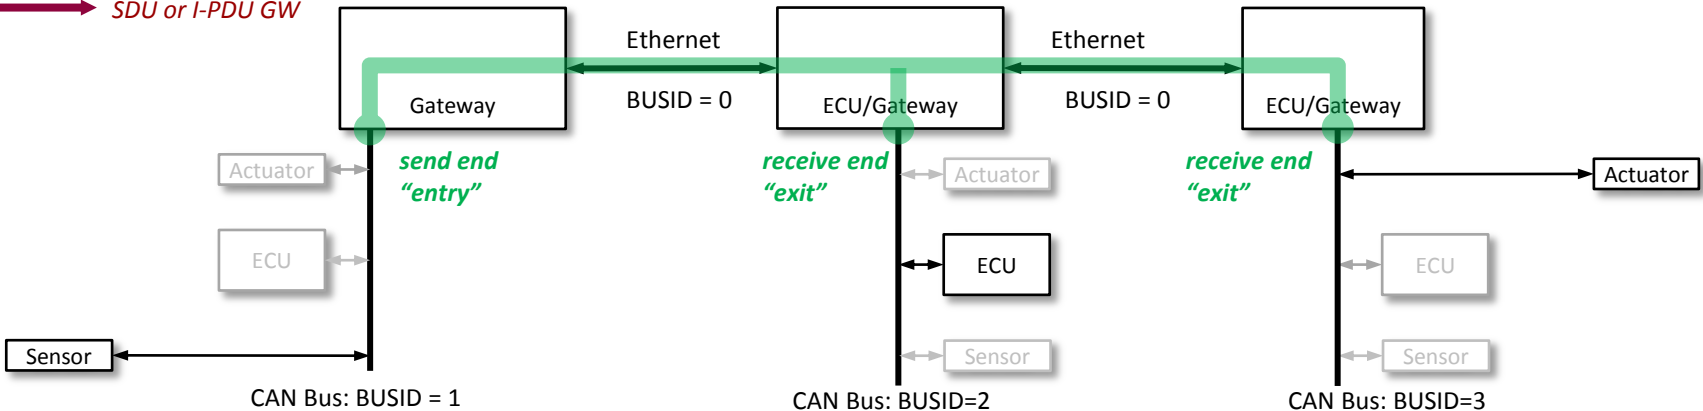 SDU or I-PDU GW
Ethernet
Ethernet
Gateway
BUSID = 0
ECU/Gateway
BUSID = 0
ECU/Gateway
Actuator
send end
"entry"
receive end
"exit"
Actuator
receive end
"exit"
Actuator
ECU
ECU
ECU
Sensor
Sensor
Sensor
CAN Bus: BUSID = 1
CAN Bus: BUSID=2
CAN Bus: BUSID=3